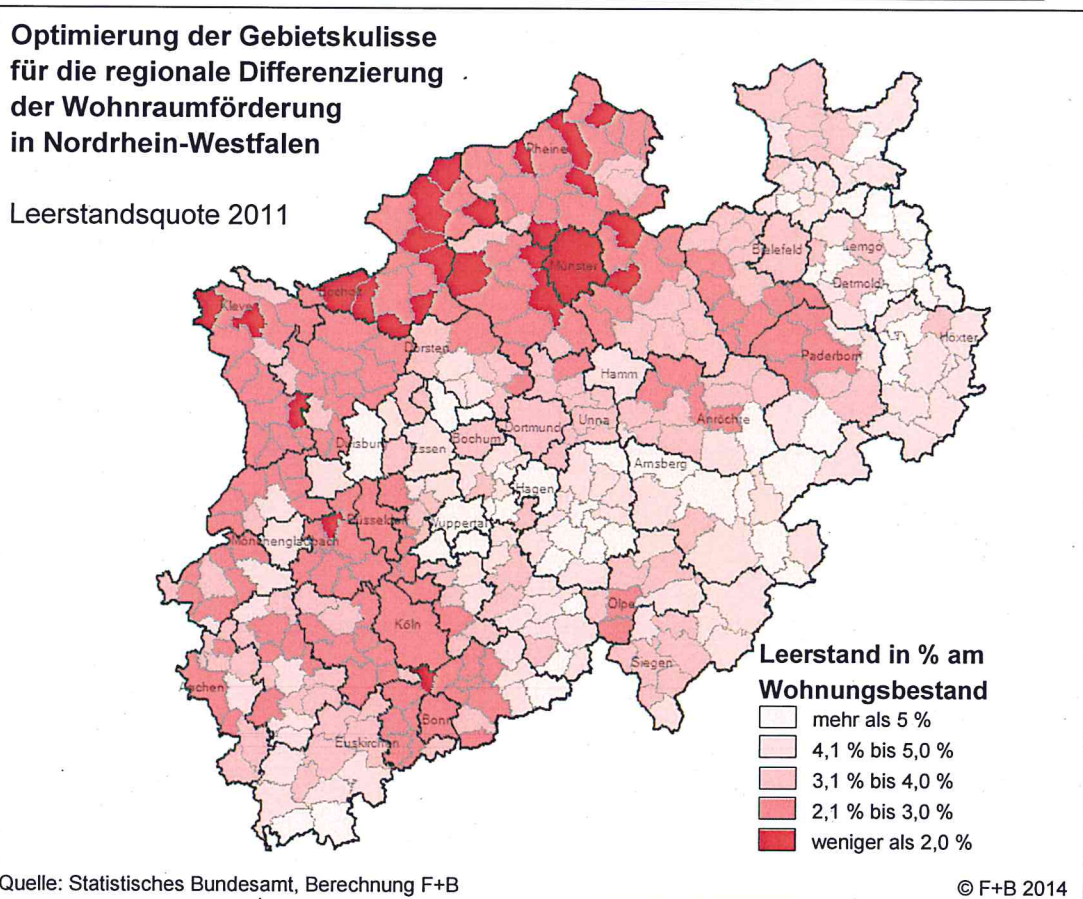 Optimierung der Gebietskulisse
für die regionale Differenzierung
der Wohnraumförderung
in Nordrhein-Westfalen
Leerstandsquote 2011
Rheine
Münster
Bielefeld
Lemgo
Detmold
Bocholt
Kleve
Höxter
Dorsten
Paderborn
Hamm
Anröchte
Unna
Dortmund
Duisburg
Essen
Bochum
Arnsberg
Hagen
Düsseldorf
Wuppertal
Mönchengladbach
Olpe
Köln
Siegen
Aachen
Bonn
Euskirchen
Leerstand in % am
Wohnungsbestand
mehr als 5 %
4,1 % bis 5,0 %
3,1 % bis 4,0 %
2,1 % bis 3,0 %
weniger als 2,0 %
Quelle: Statistisches Bundesamt, Berechnung F+B
© F+B 2014